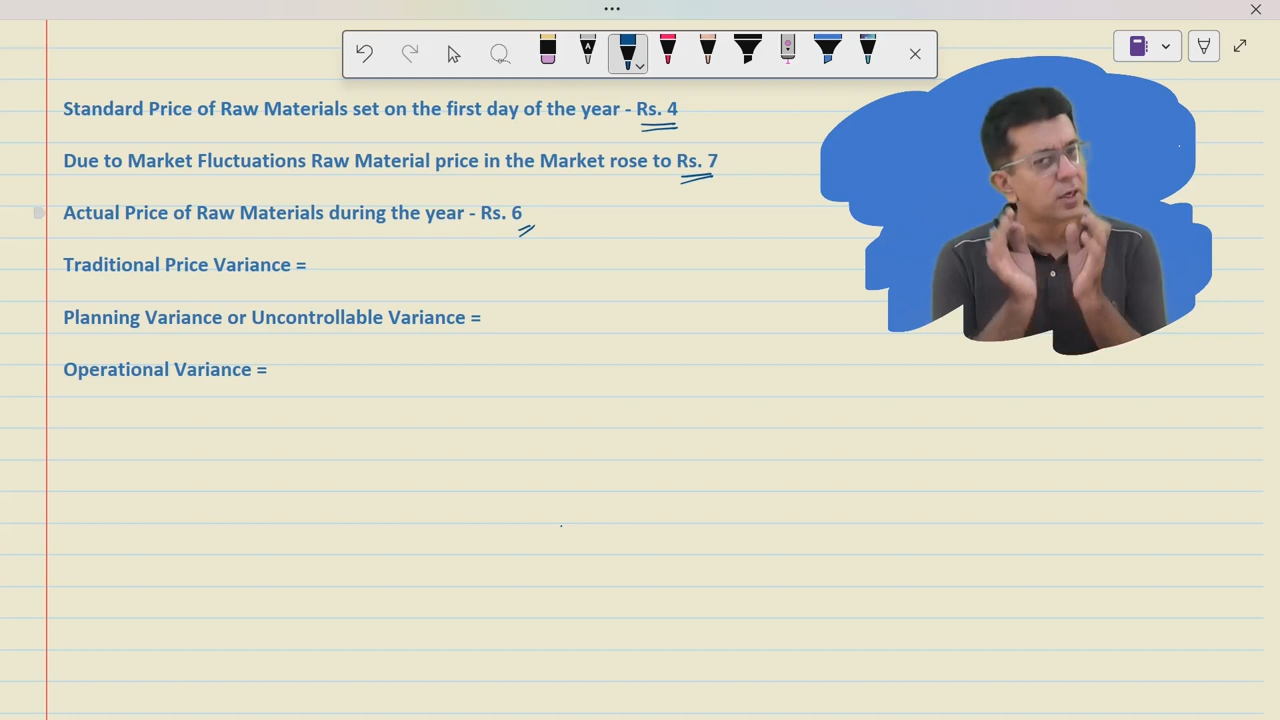 Standard Price of Raw Materials set on the first day of the year - Rs. 4
Due to Market Fluctuations Raw Material price in the Market rose to Rs. 7
Actual Price of Raw Materials during the year - Rs. 6
Traditional Price Variance =
Planning Variance or Uncontrollable Variance =
Operational Variance =